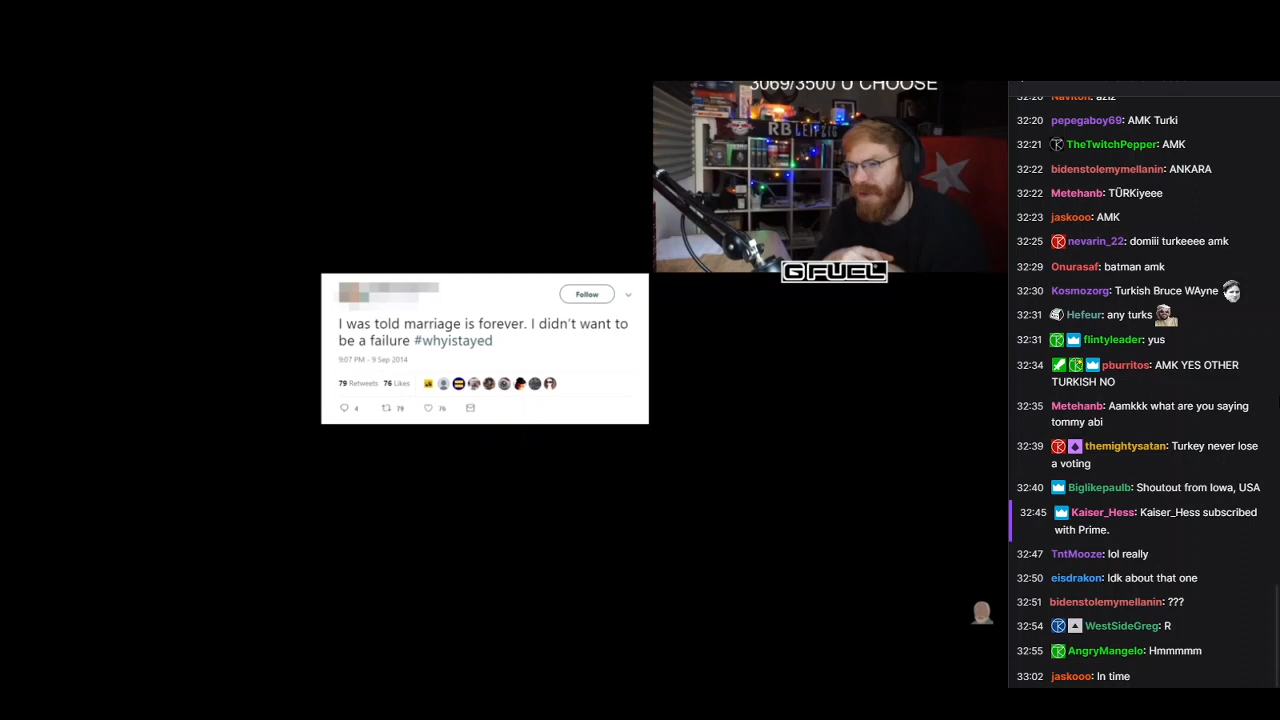 3069/3500 U CHOOSE
RB LEIPZIG
G FUEL
Follow
I was told marriage is forever. I didn't want to
be a failure #whyistayed
9:07 PM - 9 Sep 2014
79 Retweets 76 Likes
4 79 76
32:20 Naviton: aziz
32:20 pepegaboy69: AMK Turki
32:21 TheTwitchPepper: AMK
32:22 bidenstolemymellanin: ANKARA
32:22 Metehanb: TÜRKiyeee
32:23 jaskooo: AMK
32:25 nevarin_22: domiii turkeeee amk
32:29 Onurasaf: batman amk
32:30 Kosmozorg: Turkish Bruce WAyne
32:31 Hefeur: any turks
32:31 flintyleader: yus
32:34 pburritos: AMK YES OTHER
TURKISH NO
32:35 Metehanb: Aamkkk what are you saying
tommy abi
32:39 themightysatan: Turkey never lose
a voting
32:40 Biglikepaulb: Shoutout from Iowa, USA
32:45 Kaiser_Hess: Kaiser_Hess subscribed
with Prime.
32:47 TntMooze: lol really
32:50 eisdrakon: Idk about that one
32:51 bidenstolemymellanin: ???
32:54 WestSideGreg: R
32:55 AngryMangelo: Hmmmmm
33:02 jaskooo: In time